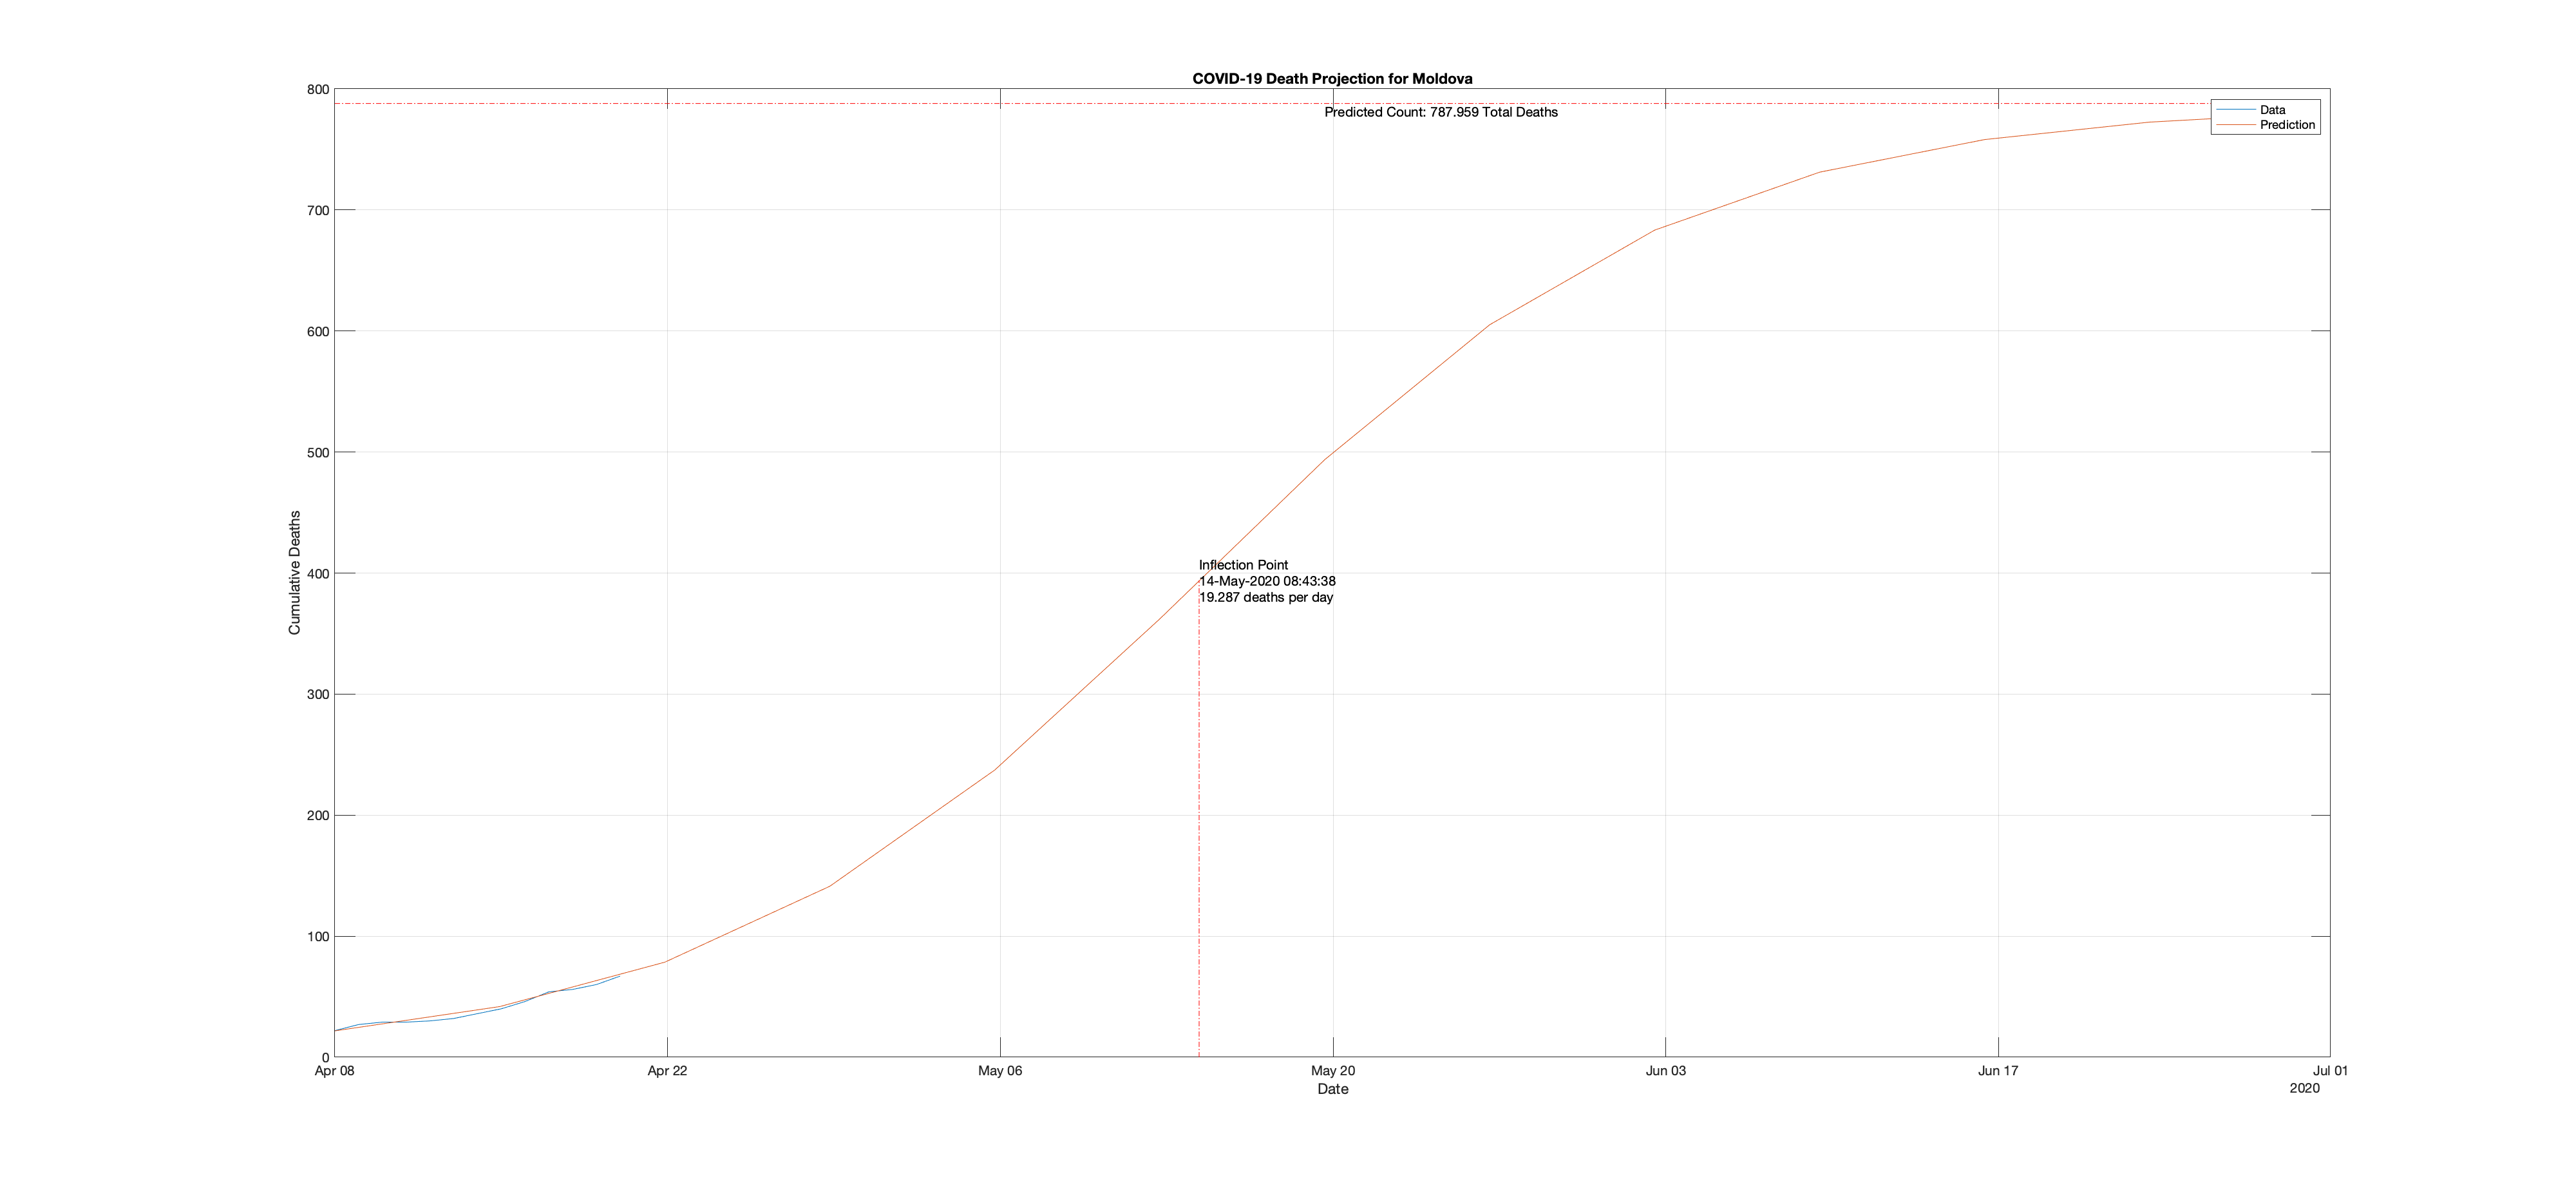 COVID-19 Death Projection for Moldova
800
700
600
500
400
300
200
100
0
Cumulative Deaths
Predicted Count: 787.959 Total Deaths
Data
Prediction
Inflection Point
14-May-2020 08:43:38
19.287 deaths per day
Apr 08
Apr 22
May 06
May 20
Jun 03
Jun 17
Jul 01
Date
2020